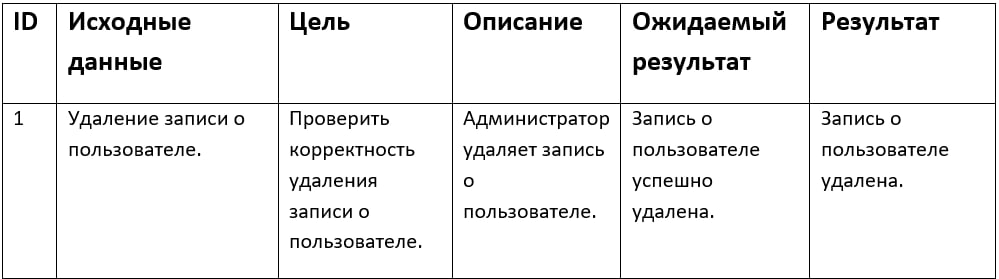 ID
Исходные
данные
Цель
Описание
Ожидаемый
результат
Результат
1
Удаление записи о
пользователе.
Проверить
корректность
удаления
записи о
пользователе.
Администратор
удаляет запись
о
пользователе.
Запись о
пользователе
успешно
удалена.
Запись о
пользователе
удалена.